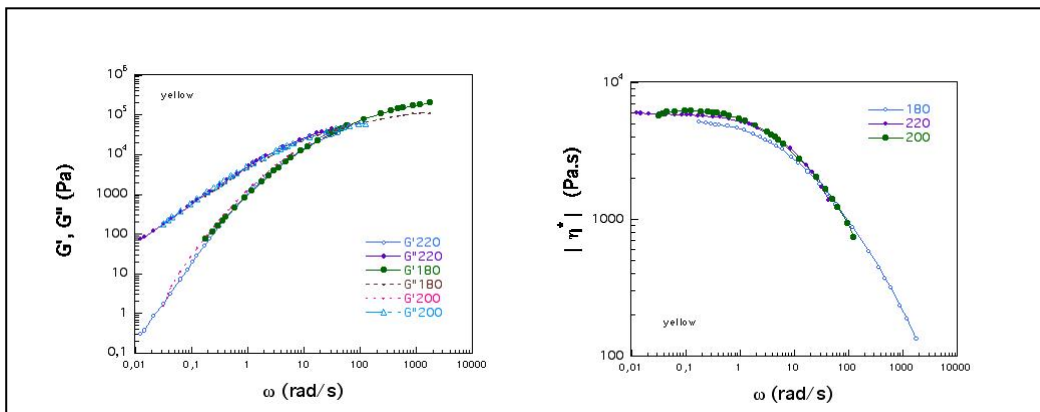 10⁶
yellow
10⁵
10⁴
1000
100
10
1
0,1
G', G'' (Pa)
G'220
G''220
G'180
G''180
G'200
G''200
0,01 0,1 1 10 100 1000 10000
ω (rad/s)
10⁴
180
220
200
1000
| η* | (Pa.s)
yellow
100
0,01 0,1 1 10 100 1000 10000
ω (rad/s)